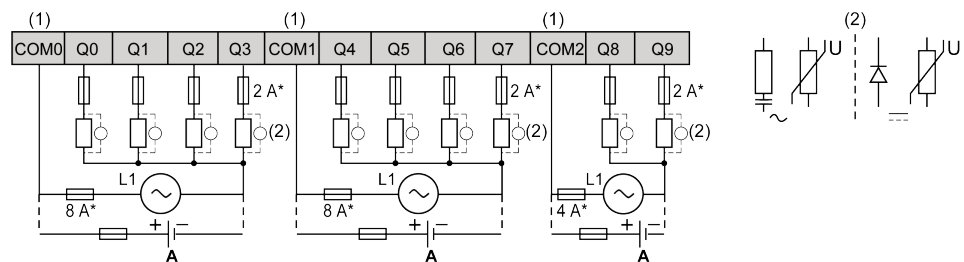 (1) (1) (1) (2)
COM0 Q0 Q1 Q2 Q3 COM1 Q4 Q5 Q6 Q7 COM2 Q8 Q9
U U
2 A* 2 A* 2 A*
(2) (2) (2)
L1 L1 L1
8 A* 8 A* 4 A*
+ − + − + −
A A A